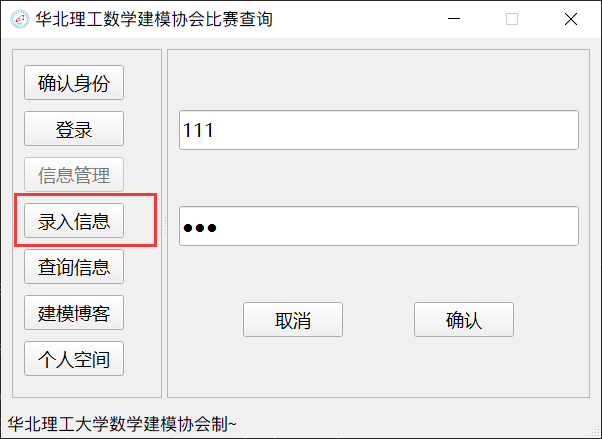 华北理工数学建模协会比赛查询
确认身份
登录
信息管理
录入信息
查询信息
建模博客
个人空间
111
●●●
取消
确认
华北理工大学数学建模协会制~